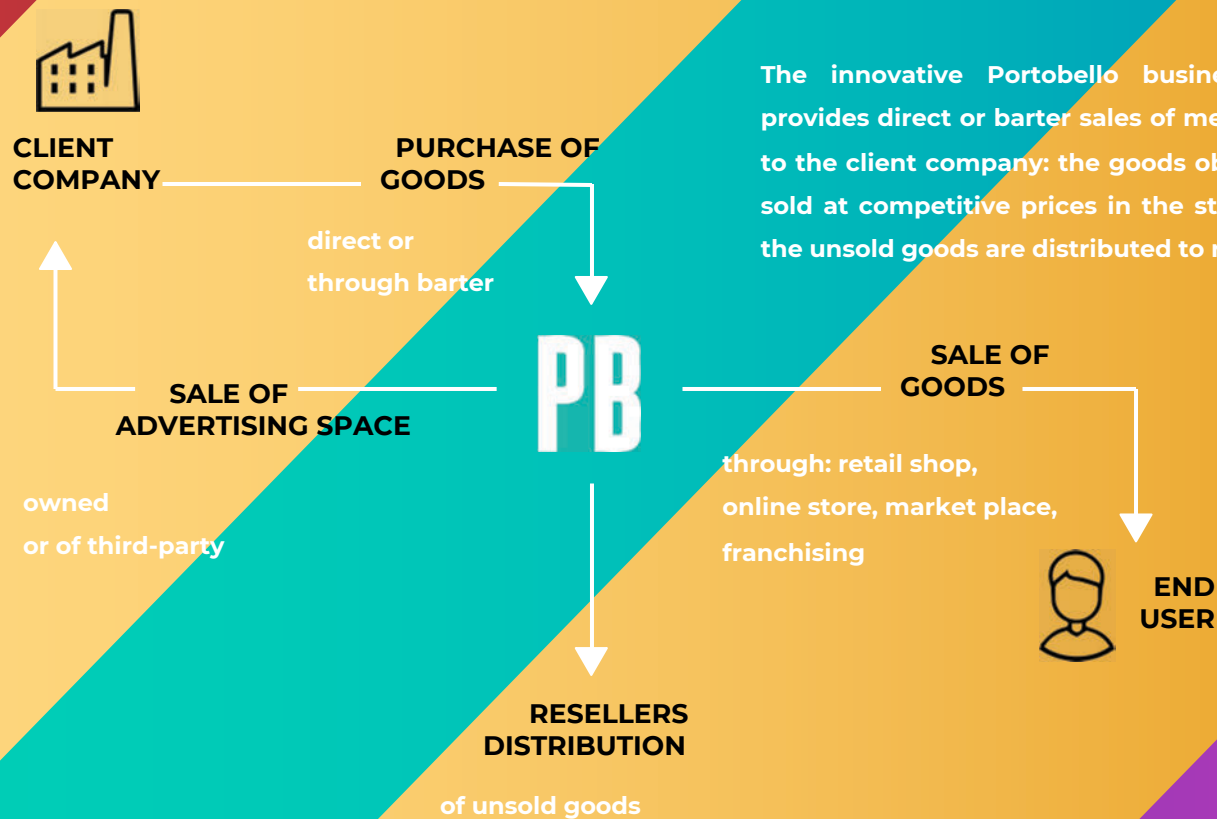 The innovative Portobello
provides direct or barter sales of
to the client company: the goods
sold at competitive prices in the
the unsold goods are distributed to
CLIENT
COMPANY
PURCHASE OF
GOODS
direct or
through barter
PB
SALE OF
ADVERTISING SPACE
owned
or of third-party
SALE OF
GOODS
through: retail shop,
online store, market place,
franchising
END
USER
RESELLERS
DISTRIBUTION
of unsold goods